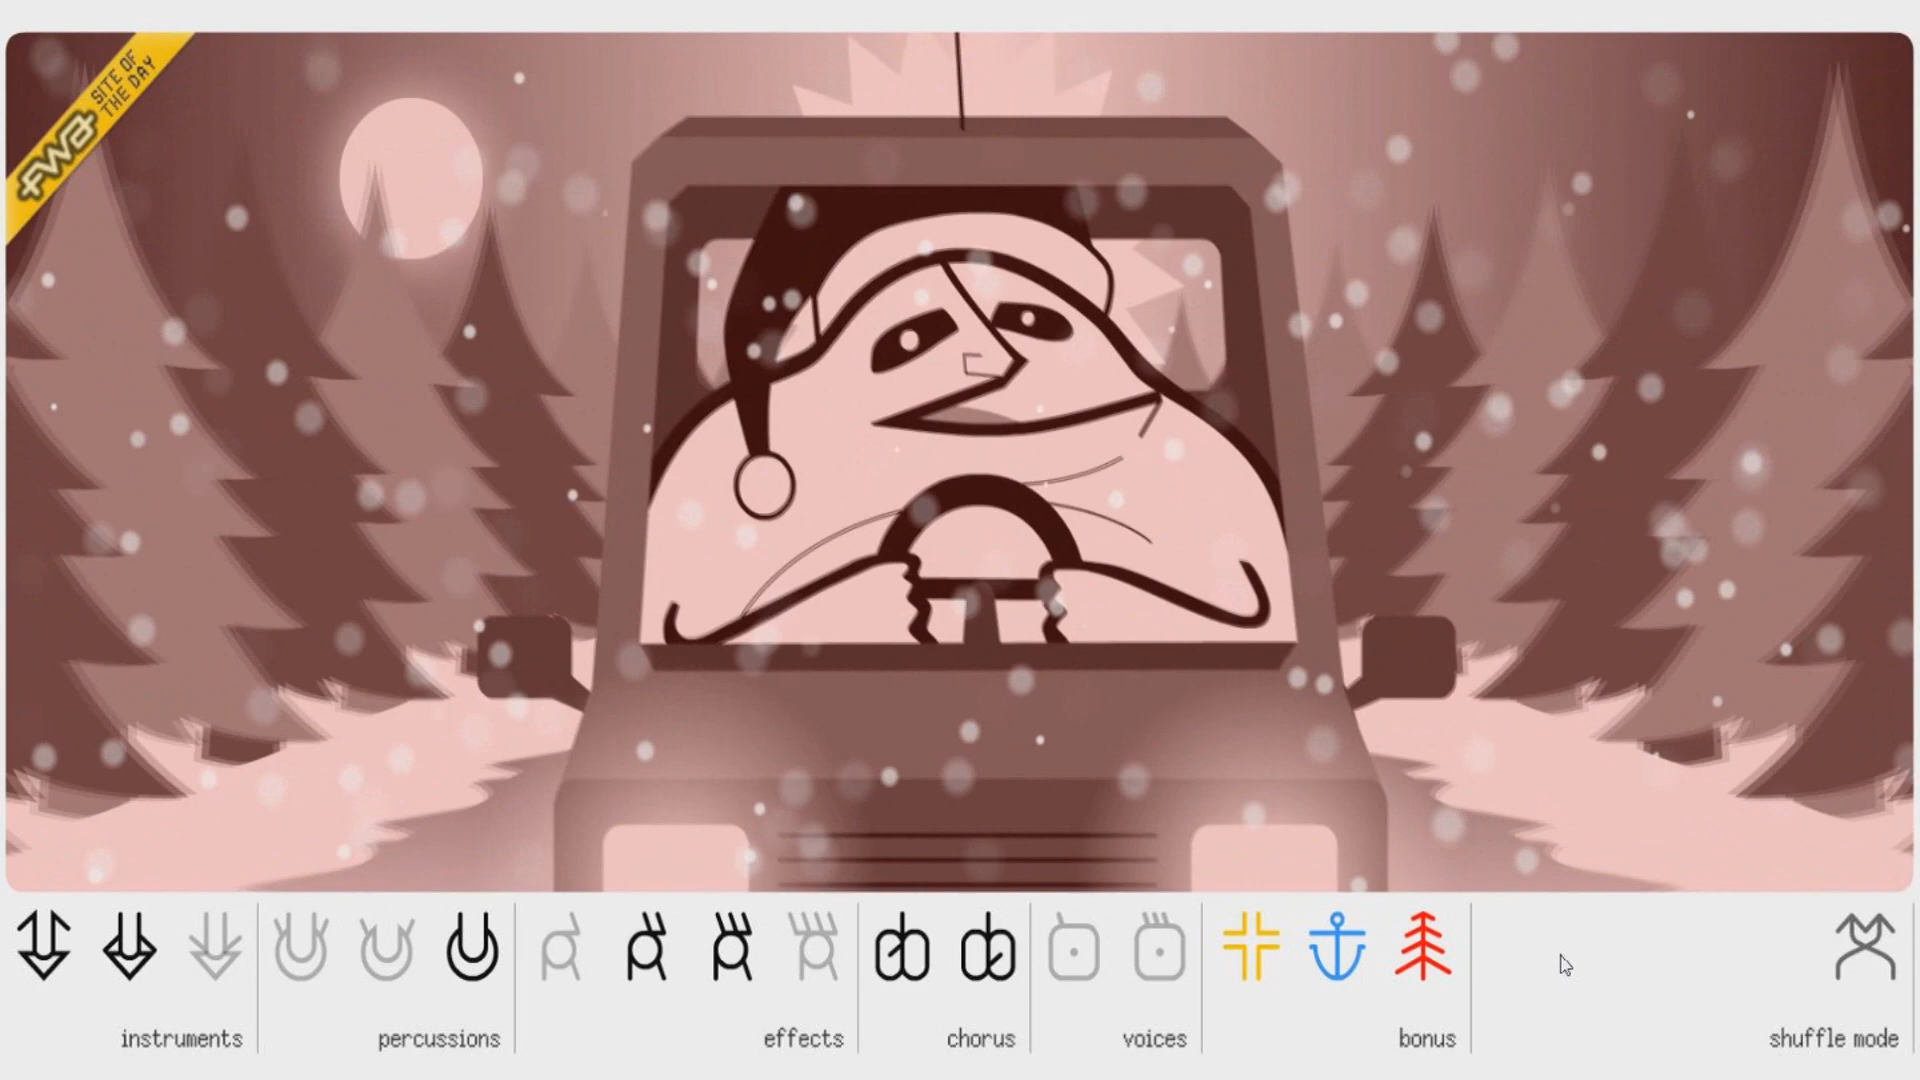 SITE OF
THE DAY
fwa
instruments
percussions
effects
chorus
voices
bonus
shuffle mode